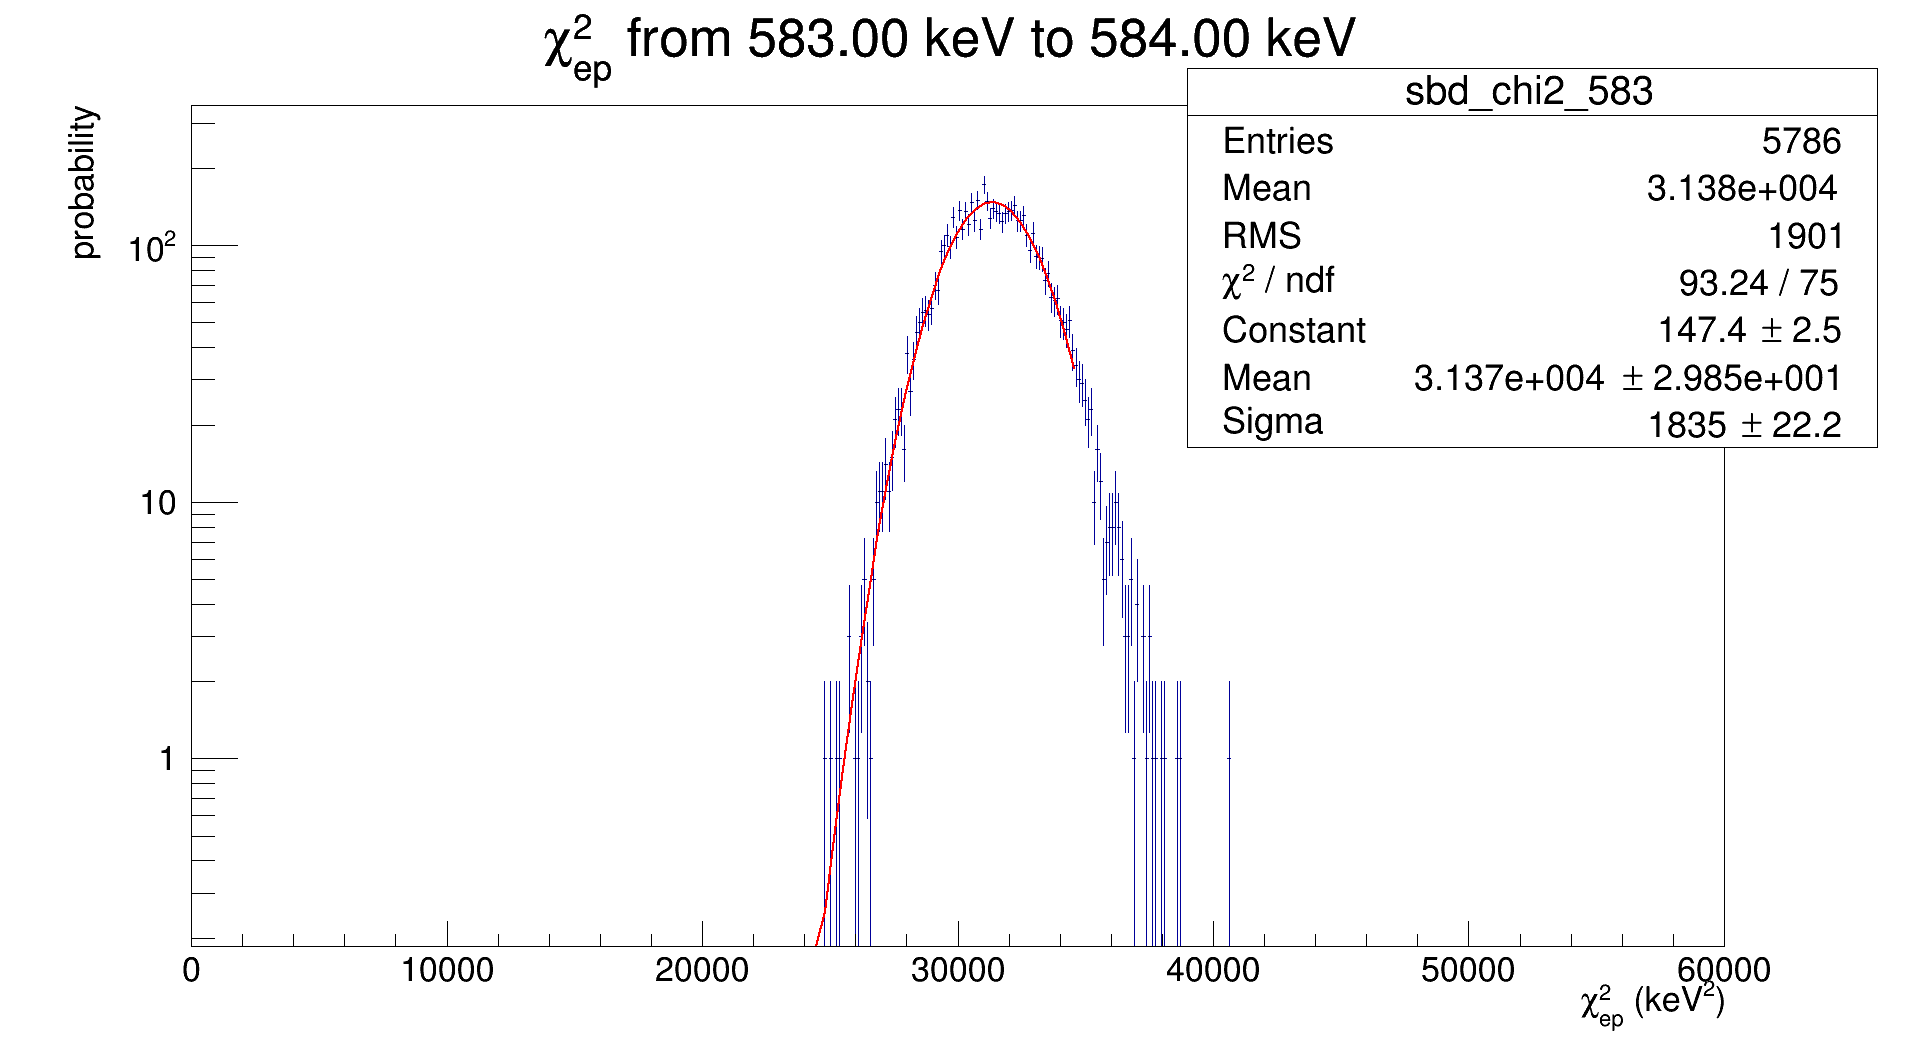 χ²ep from 583.00 keV to 584.00 keV
sbd_chi2_583
Entries 5786
Mean 3.138e+004
RMS 1901
χ² / ndf 93.24 / 75
Constant 147.4 ± 2.5
Mean 3.137e+004 ± 2.985e+001
Sigma 1835 ± 22.2
probability
10²
10
1
0 10000 20000 30000 40000 50000 60000
χ²ep (keV²)